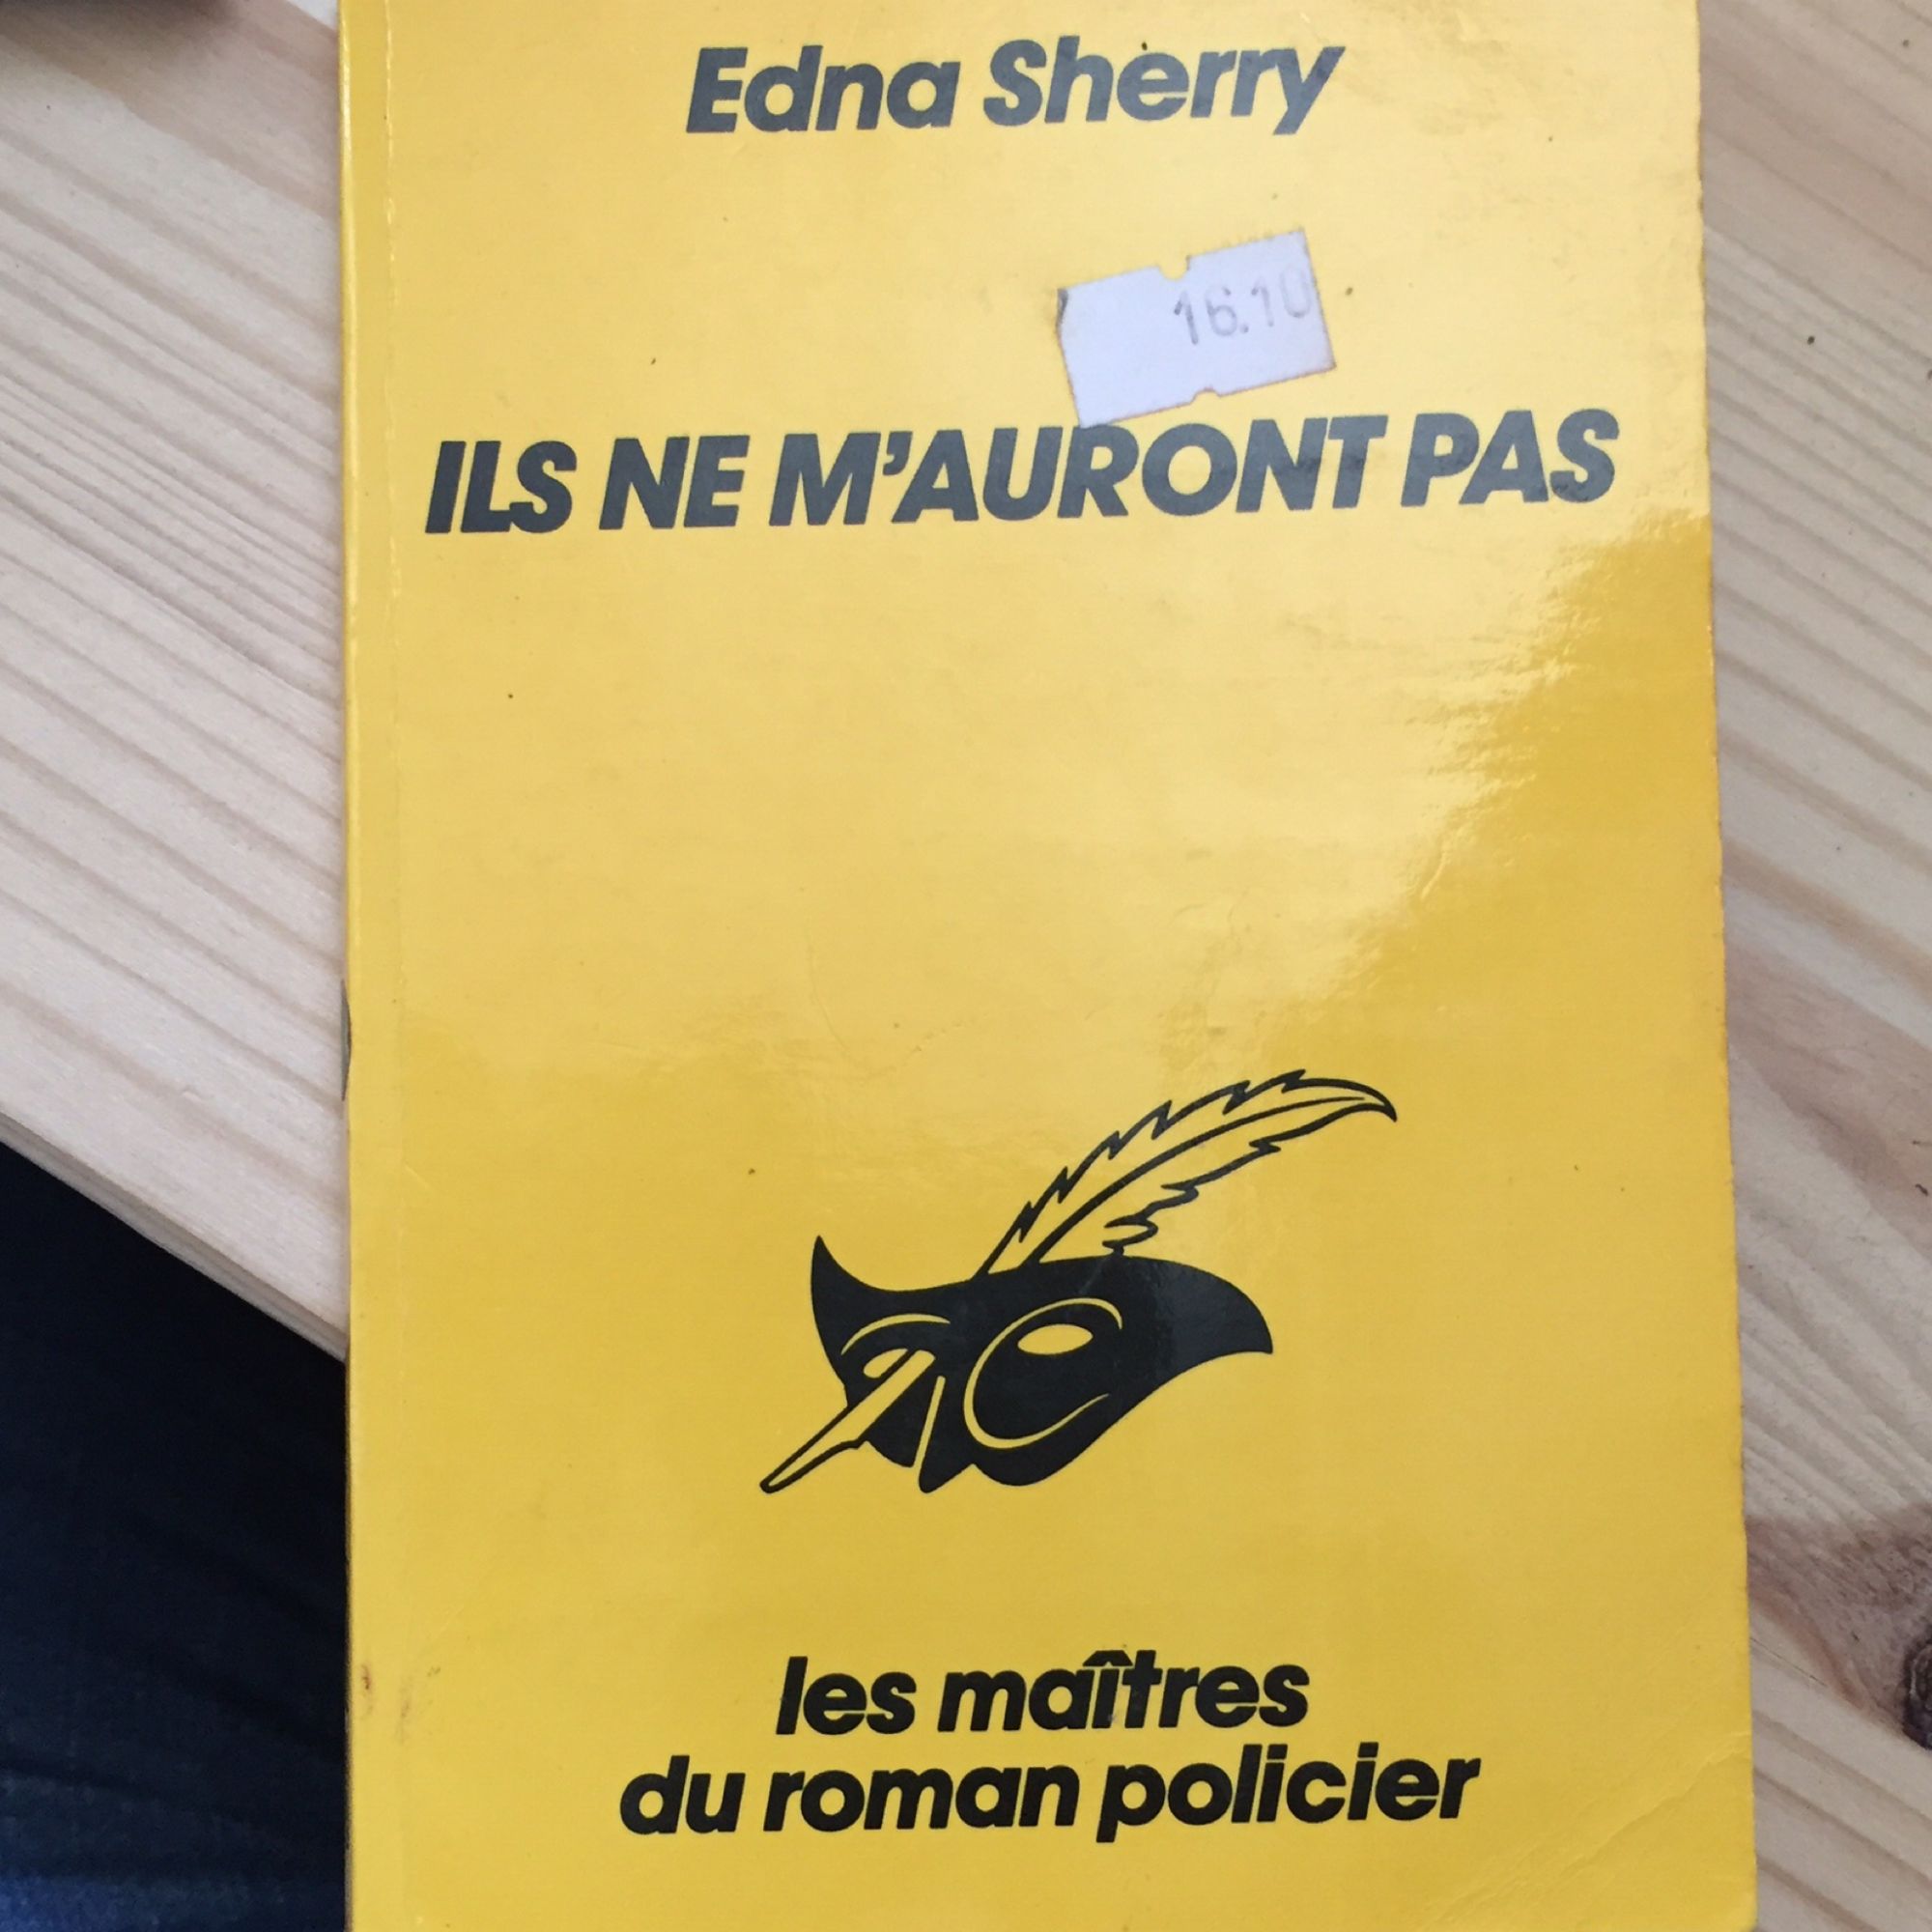 Edna Sherry
16.10
ILS NE M'AURONT PAS
les maîtres
du roman policier